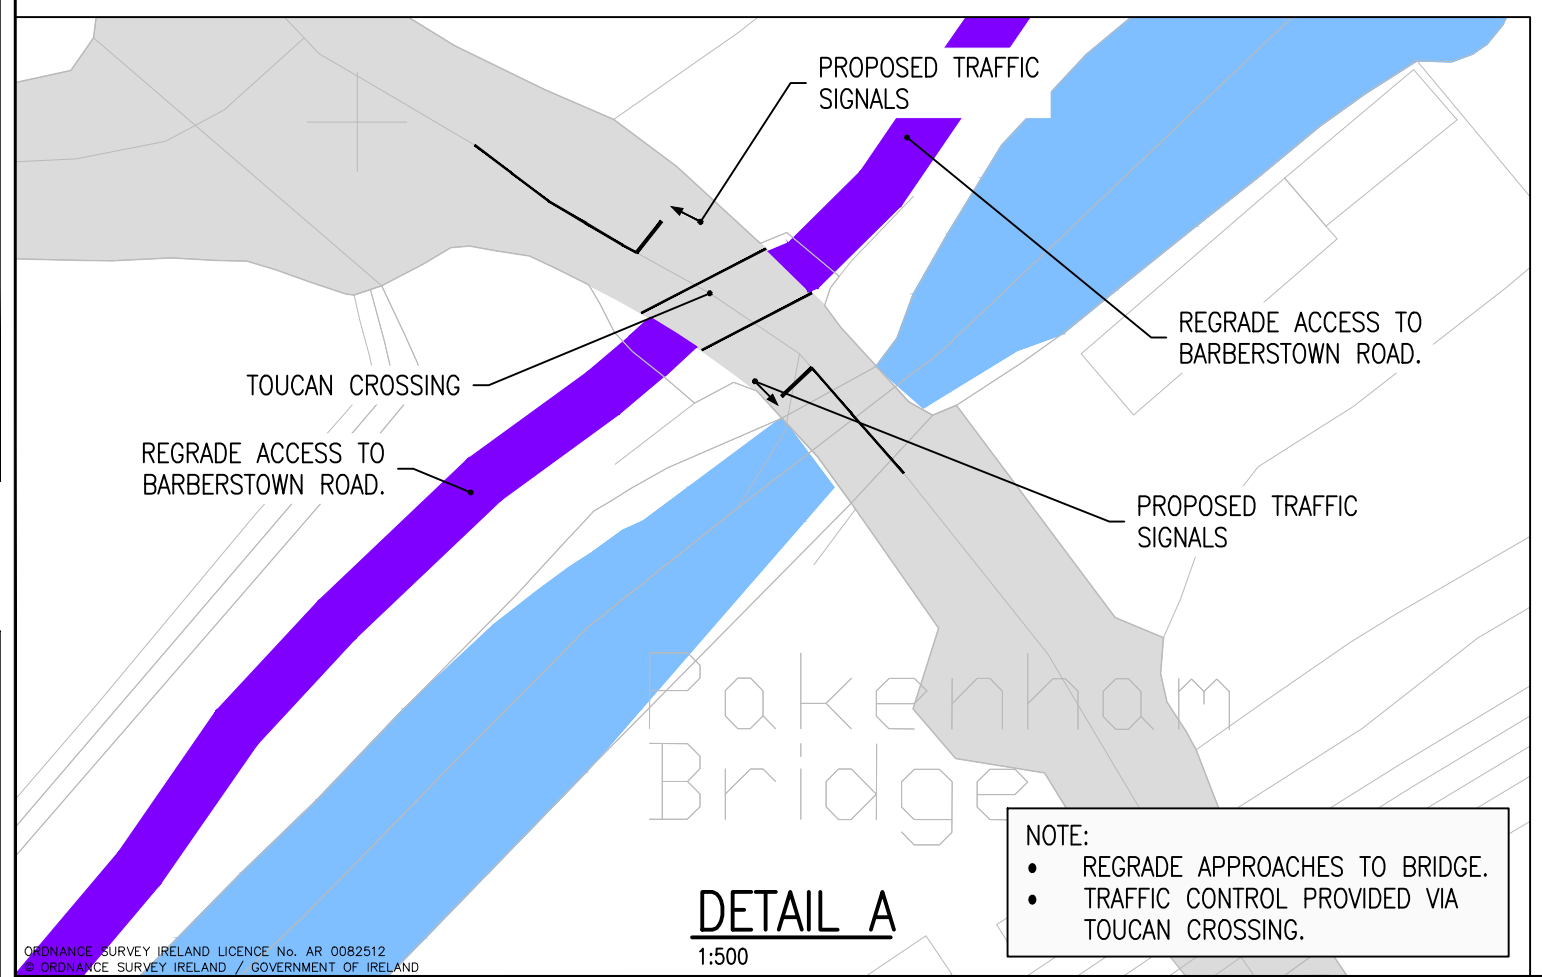 PROPOSED TRAFFIC
SIGNALS
REGRADE ACCESS TO
BARBERSTOWN ROAD.
TOUCAN CROSSING
REGRADE ACCESS TO
BARBERSTOWN ROAD.
PROPOSED TRAFFIC
SIGNALS
Pakenham
Bridge
NOTE:
• REGRADE APPROACHES TO BRIDGE.
• TRAFFIC CONTROL PROVIDED VIA
TOUCAN CROSSING.
DETAIL A
1:500
ORDNANCE SURVEY IRELAND LICENCE No. AR 0082512
© ORDNANCE SURVEY IRELAND / GOVERNMENT OF IRELAND